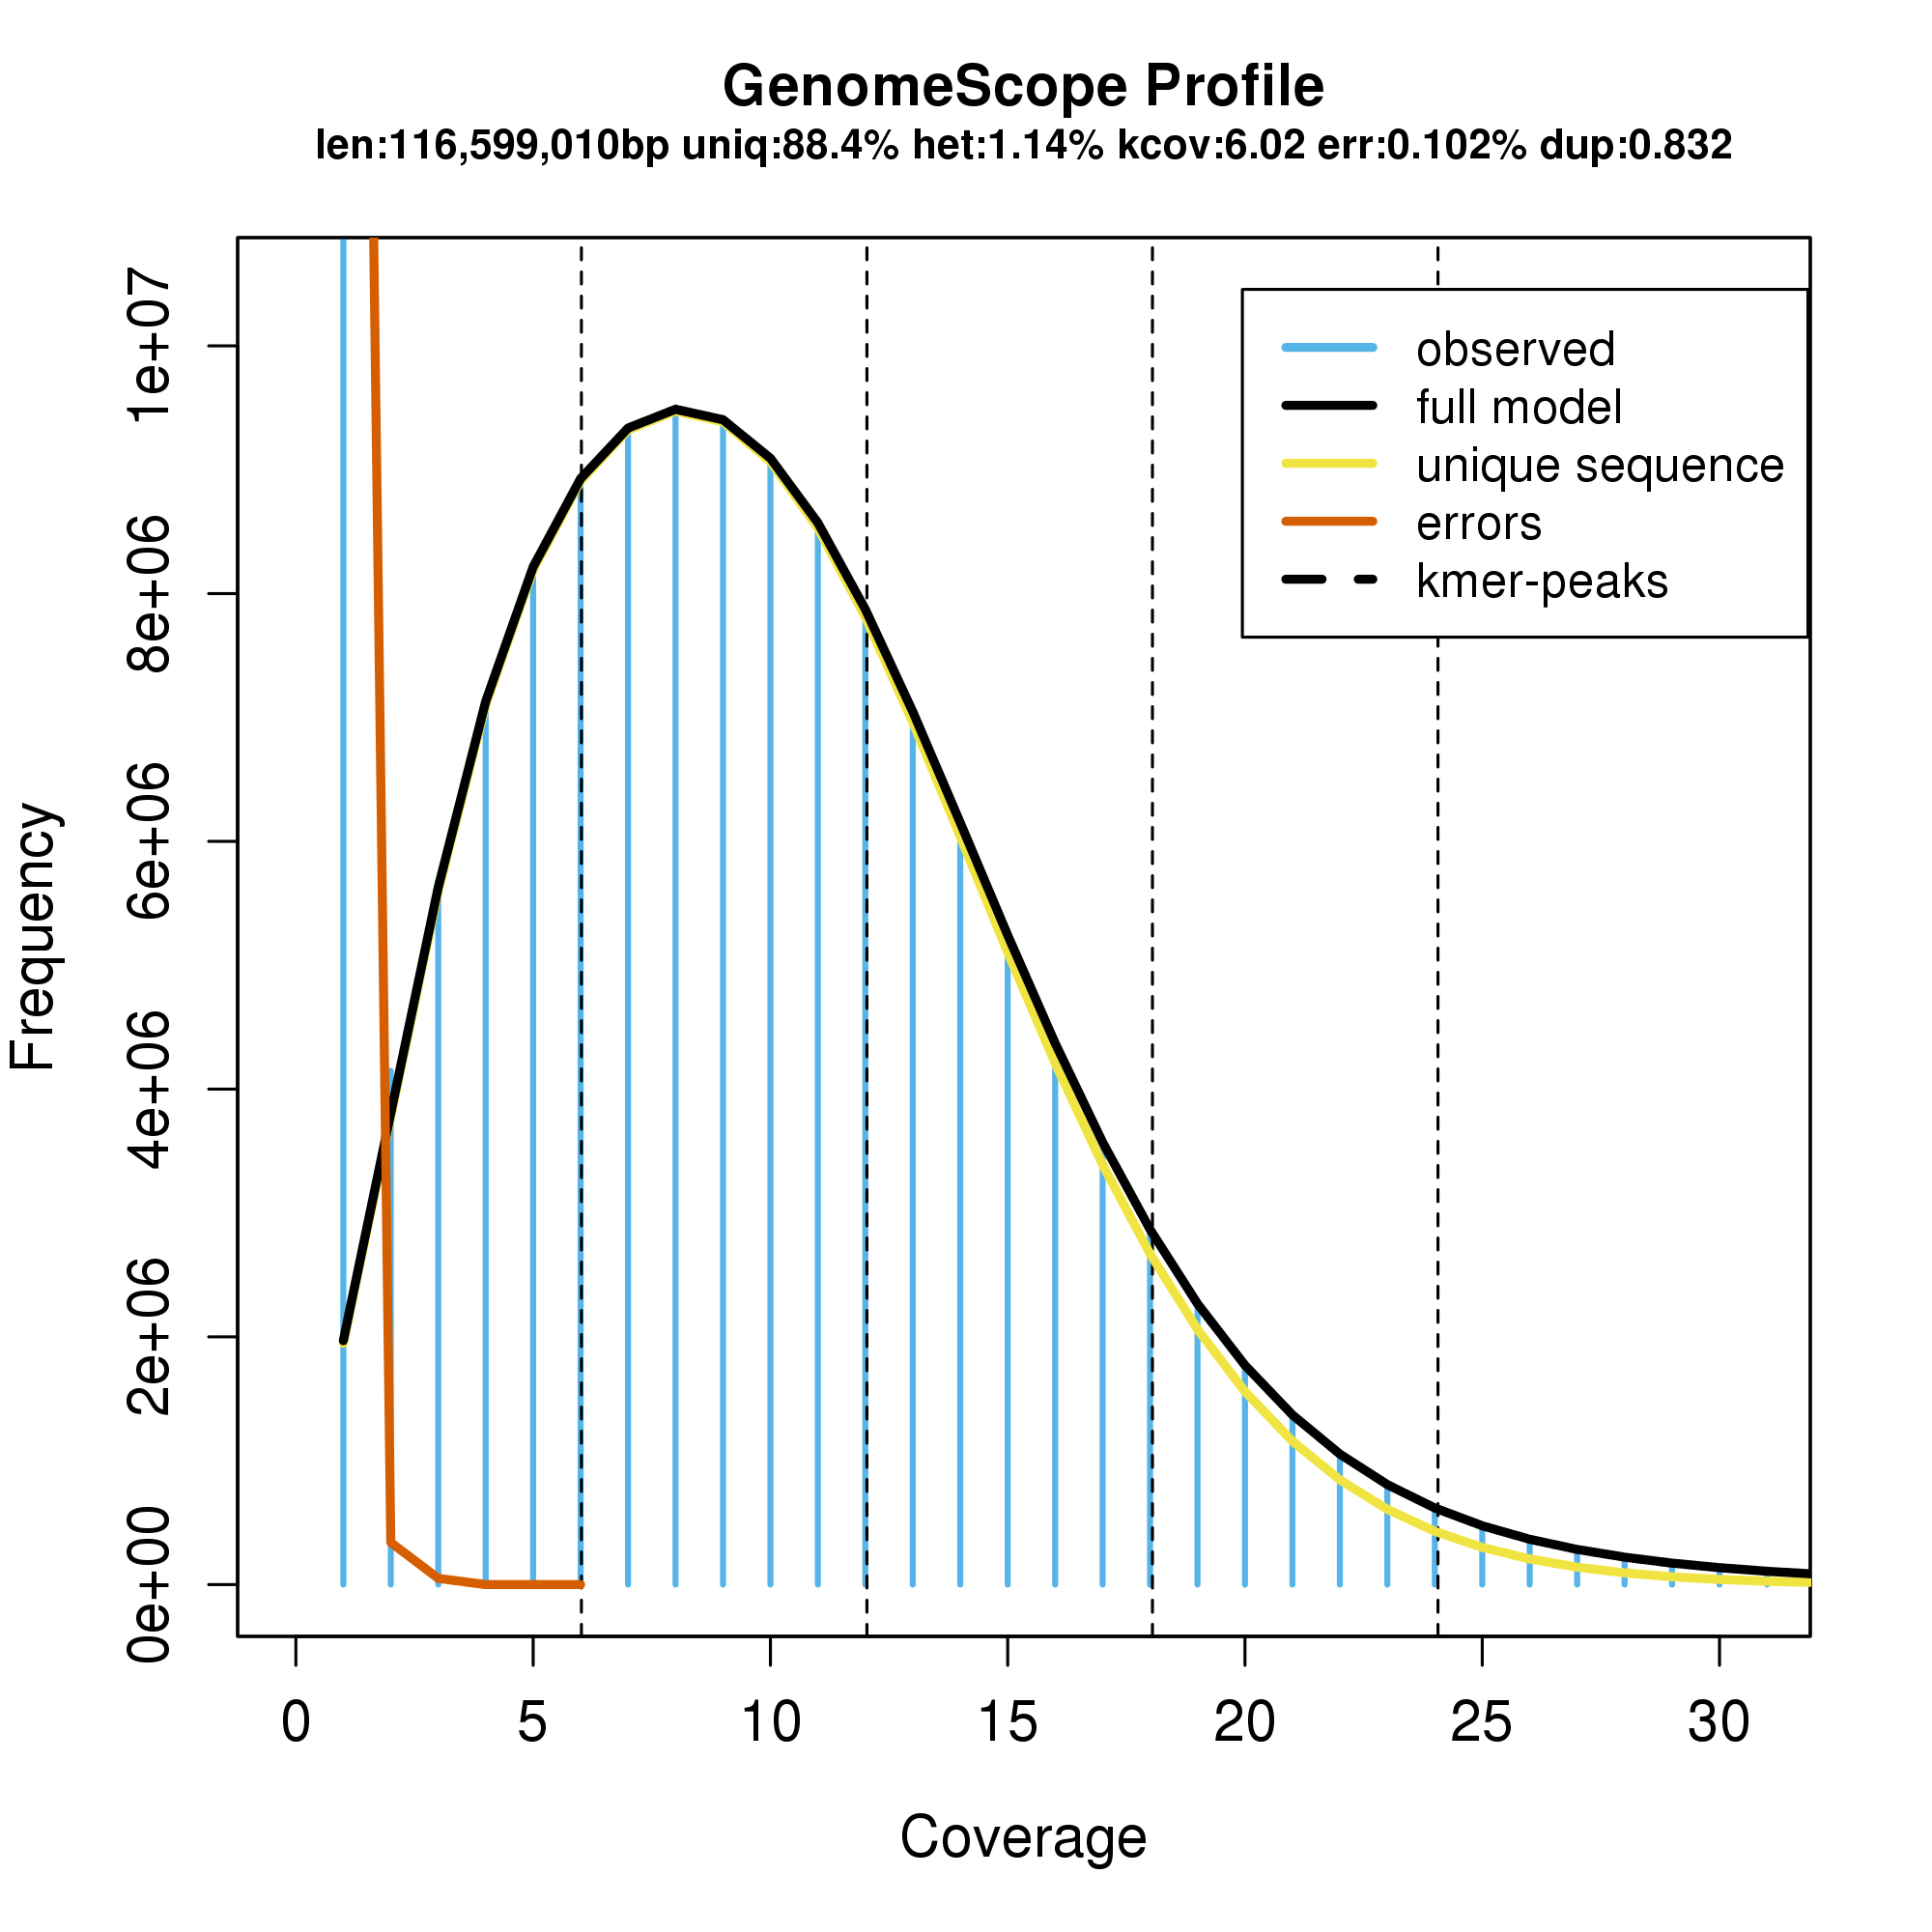 GenomeScope Profile
len:116,599,010bp uniq:88.4% het:1.14% kcov:6.02 err:0.102% dup:0.832
Frequency
1e+07
8e+06
6e+06
4e+06
2e+06
0e+00
observed
full model
unique sequence
errors
kmer-peaks
0 5 10 15 20 25 30
Coverage